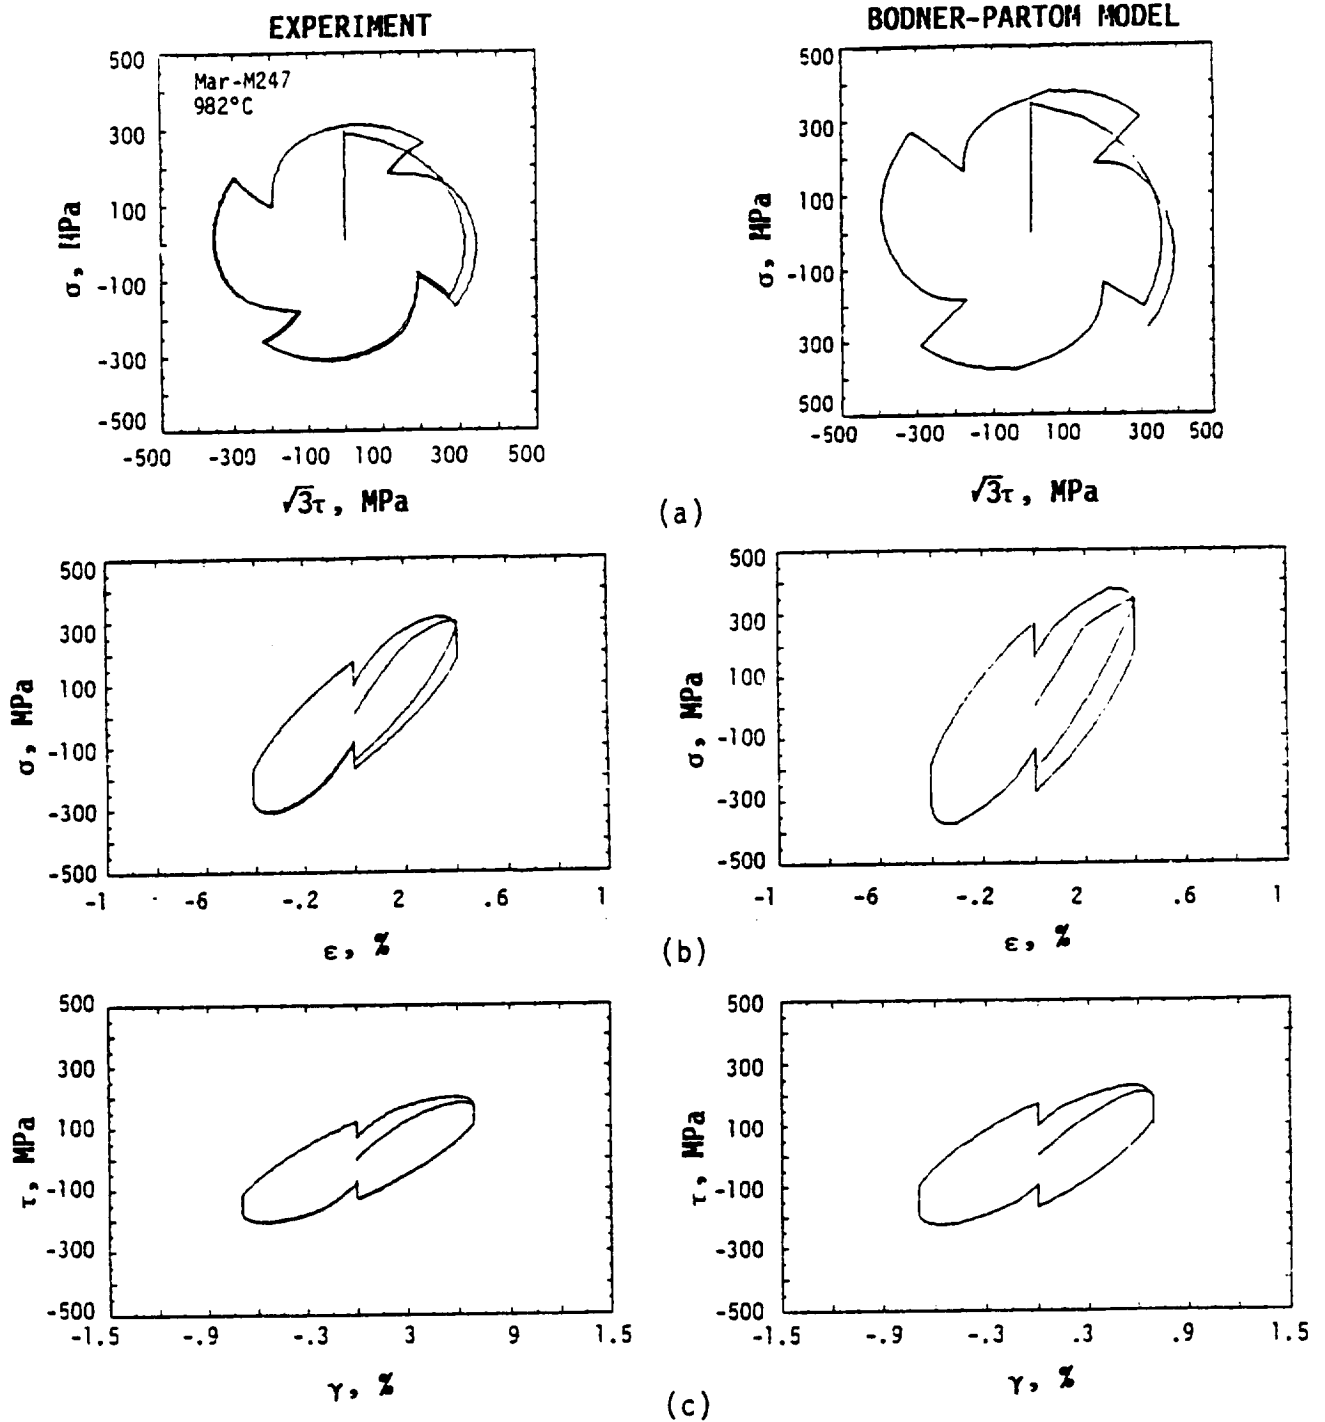 EXPERIMENT
BODNER-PARTOM MODEL
500
300
100
-100
-300
-500
σ, MPa
Mar-M247
982°C
-500 -300 -100 100 300 500
√3τ, MPa
500
300
100
-100
300
500
σ, MPa
-500 -300 -100 100 300 500
√3τ, MPa
(a)
500
300
100
-100
-300
-500
σ, MPa
-1 - -6 -.2 2 .6 1
ε, %
500
300
100
-100
-300
-500
σ, MPa
-1 -6 -.2 2 .6 1
ε, %
(b)
500
300
100
-100
-300
-500
τ, MPa
-1.5 -.9 -.3 3 9 1.5
γ, %
500
300
100
-100
-300
-500
τ, MPa
-1.5 -.9 -.3 .3 .9 1.5
γ, %
(c)